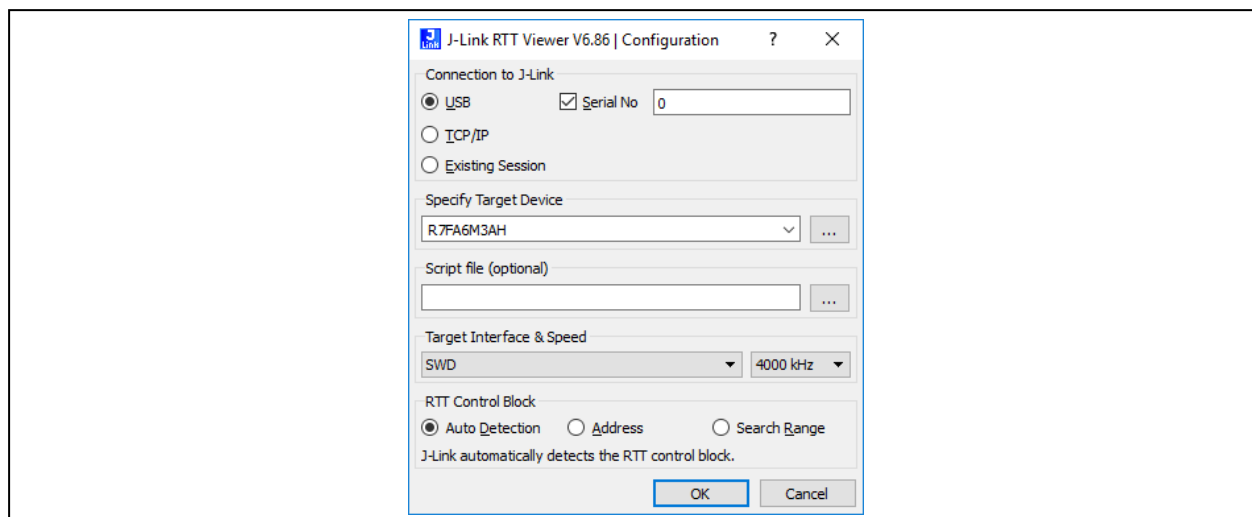 J-Link RTT Viewer V6.86 | Configuration ? ×
Connection to J-Link
USB Serial No 0
TCP/IP
Existing Session
Specify Target Device
R7FA6M3AH ...
Script file (optional)
...
Target Interface & Speed
SWD 4000 kHz
RTT Control Block
Auto Detection Address Search Range
J-Link automatically detects the RTT control block.
OK Cancel